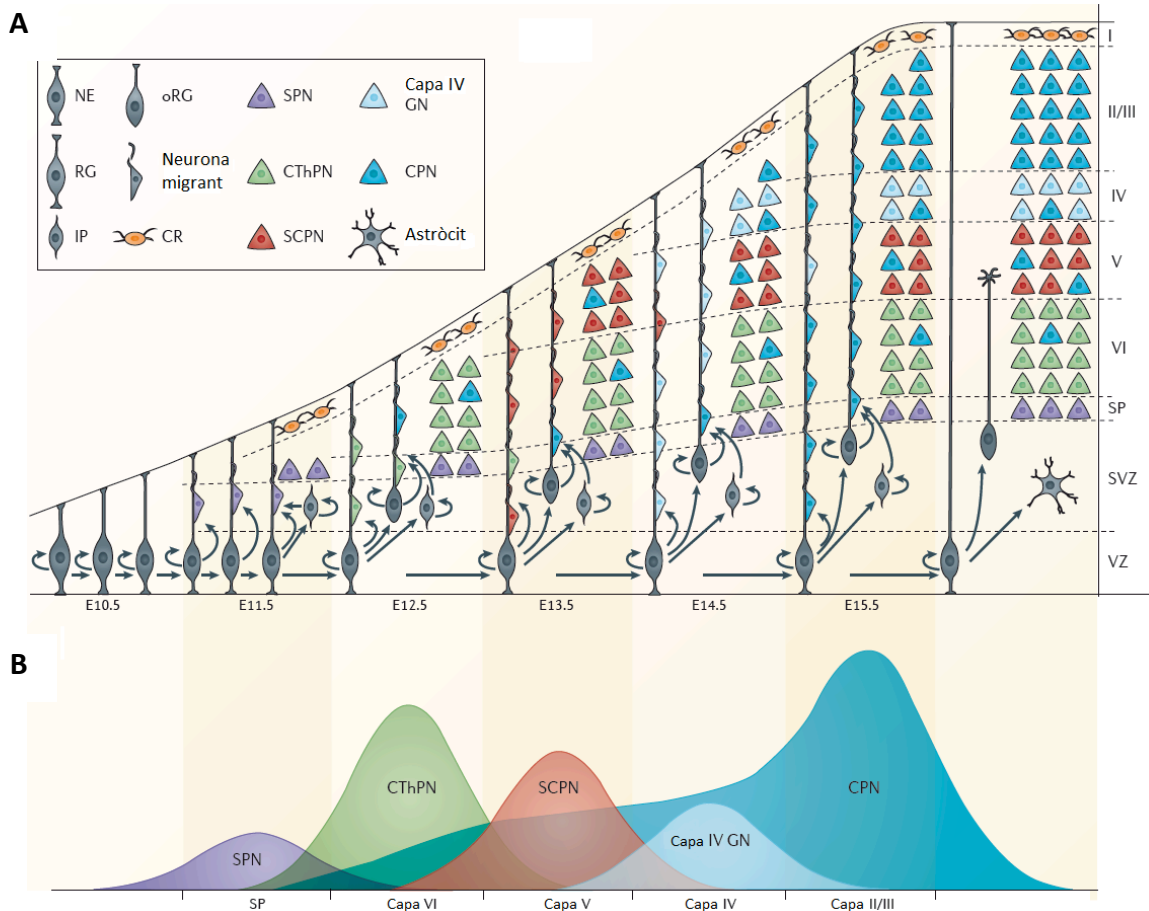 A
NE
oRG
SPN
Capa IV
GN
RG
Neurona
migrant
CThPN
CPN
IP
CR
SCPN
Astròcit
I
II/III
IV
V
VI
SP
SVZ
VZ
E10.5
E11.5
E12.5
E13.5
E14.5
E15.5
B
CThPN
SCPN
CPN
SPN
Capa IV GN
SP
Capa VI
Capa V
Capa IV
Capa II/III